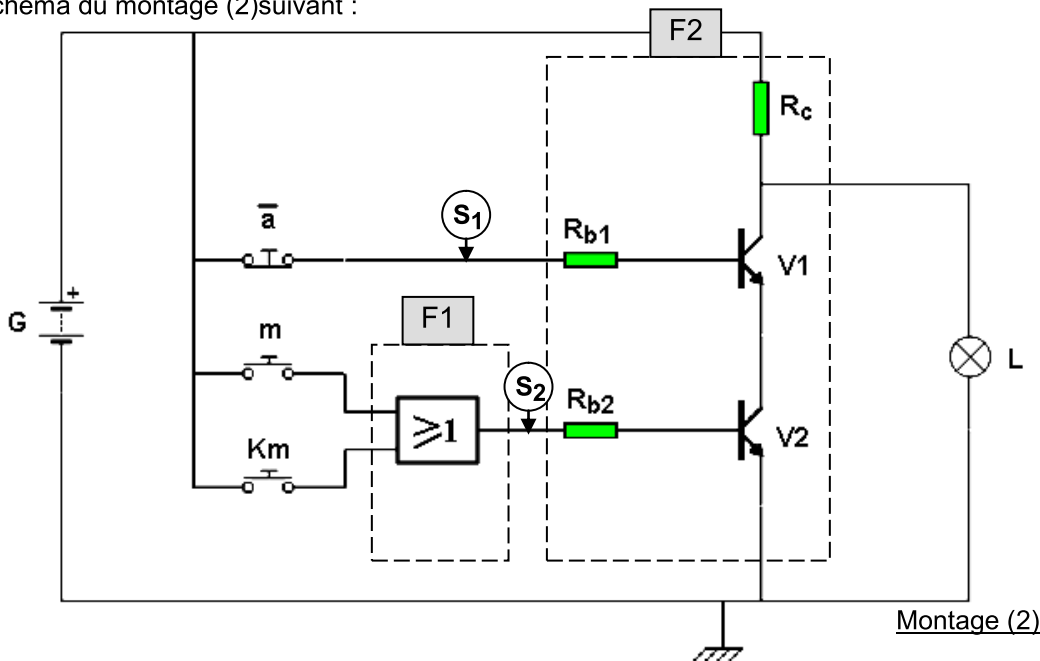 chéma du montage (2)suivant :
F2
Rc
a
S1
Rb1
V1
+
G
F1
m
S2
Rb2
L
≥1
V2
Km
Montage (2)